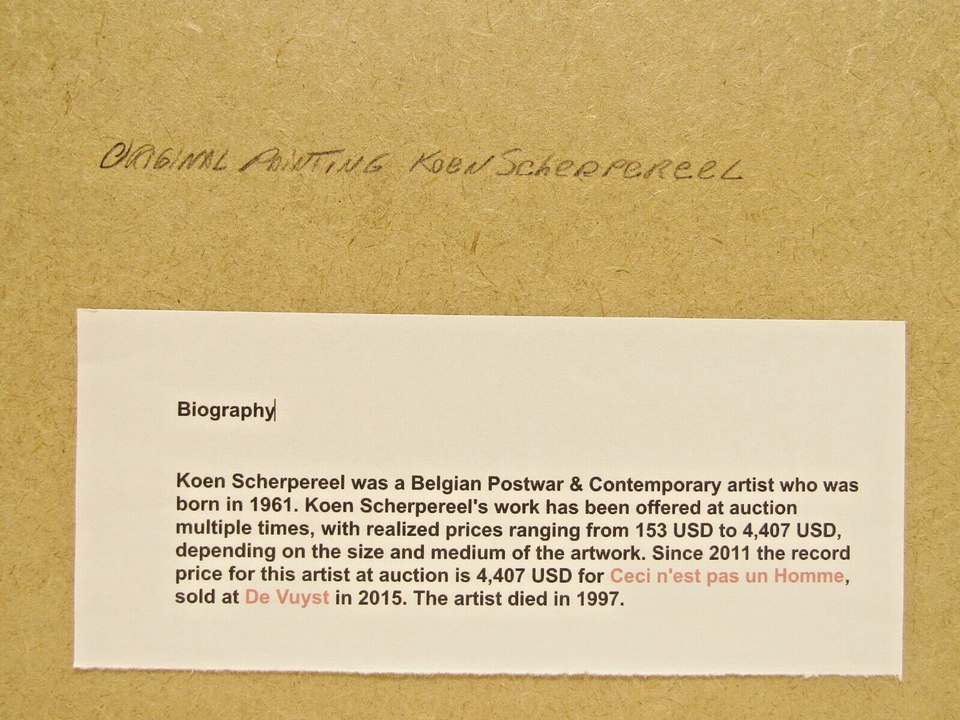 ORIGINAL PAINTING KOEN ScherPEREEL
Biography
Koen Scherpereel was a Belgian Postwar & Contemporary artist who was
born in 1961. Koen Scherpereel's work has been offered at auction
multiple times, with realized prices ranging from 153 USD to 4,407 USD,
depending on the size and medium of the artwork. Since 2011 the record
price for this artist at auction is 4,407 USD for Ceci n'est pas un Homme,
sold at De Vuyst in 2015. The artist died in 1997.